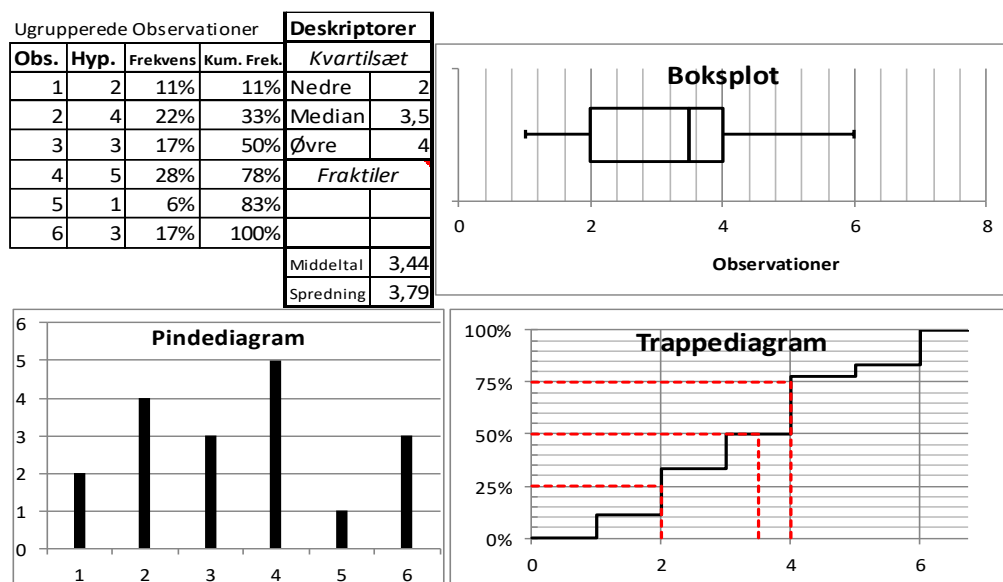 Ugrupperede Observationer Deskriptorer
Obs. Hyp. Frekvens Kum. Frek. Kvartilsæt
1 2 11% 11% Nedre 2
2 4 22% 33% Median 3,5
3 3 17% 50% Øvre 4
4 5 28% 78% Fraktiler
5 1 6% 83%
6 3 17% 100%
Middeltal 3,44
Spredning 3,79
Boksplot
0 2 4 6 8
Observationer
Pindediagram
6
5
4
3
2
1
0
1 2 3 4 5 6
Trappediagram
100%
75%
50%
25%
0%
0 2 4 6